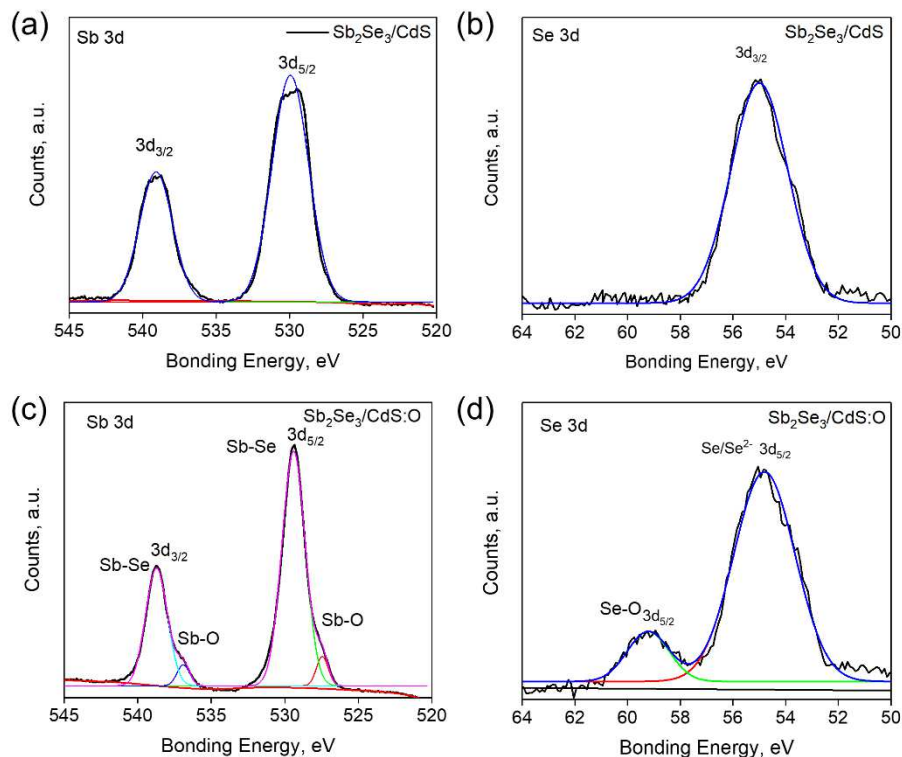 (a)
Sb 3d
Sb₂Se₃/CdS
3d₅/₂
3d₃/₂
Counts, a.u.
545 540 535 530 525 520
Bonding Energy, eV
(b)
Se 3d
Sb₂Se₃/CdS
3d₃/₂
Counts, a.u.
64 62 60 58 56 54 52 50
Bonding Energy, eV
(c)
Sb 3d
Sb₂Se₃/CdS:O
Sb-Se 3d₅/₂
Sb-Se 3d₃/₂
Sb-O
Sb-O
Counts, a.u.
545 540 535 530 525 520
Bonding Energy, eV
(d)
Se 3d
Sb₂Se₃/CdS:O
Se/Se²⁻ 3d₅/₂
Se-O 3d₅/₂
Counts, a.u.
64 62 60 58 56 54 52 50
Bonding Energy, eV